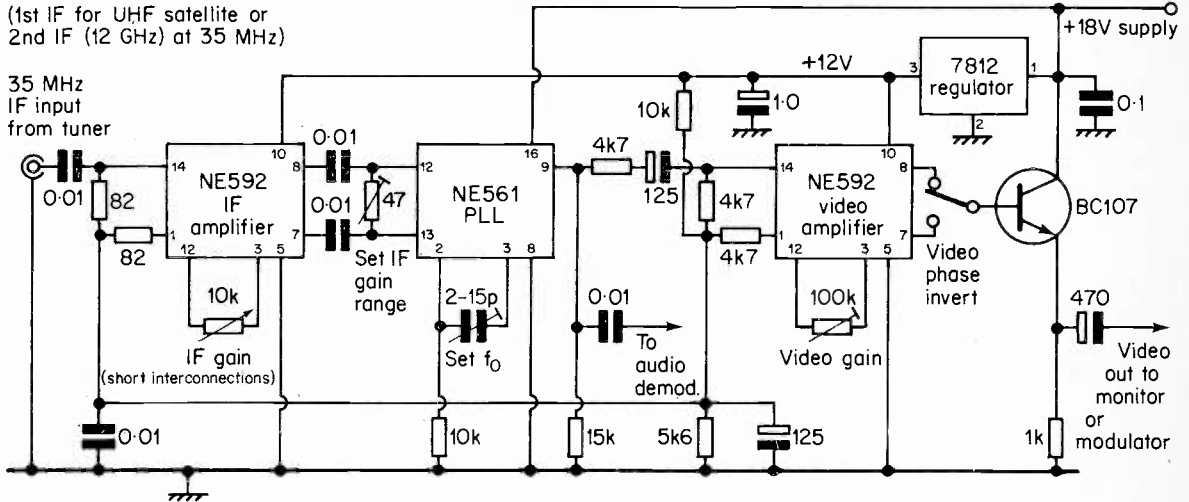 (1st IF for UHF satellite or
2nd IF (12 GHz) at 35 MHz)
+18V supply
35 MHz
IF input
from tuner
+12V
3
7812
regulator
1
2
1·0
0·1
10k
0·01
82
82
14
10
8
NE592
IF
amplifier
1
7
12
3
5
0·01
0·01
47
Set IF
gain
range
10k
IF gain
(short interconnections)
16
12
9
NE561
PLL
13
2
3
8
2-15p
Set fo
4k7
125
4k7
4k7
0·01
To
audio
demod.
10
14
8
NE592
video
amplifier
1
7
12
3
5
100k
Video gain
Video
phase
invert
BC107
470
Video
out to
monitor
or
modulator
0·01
10k
15k
5k6
125
1k